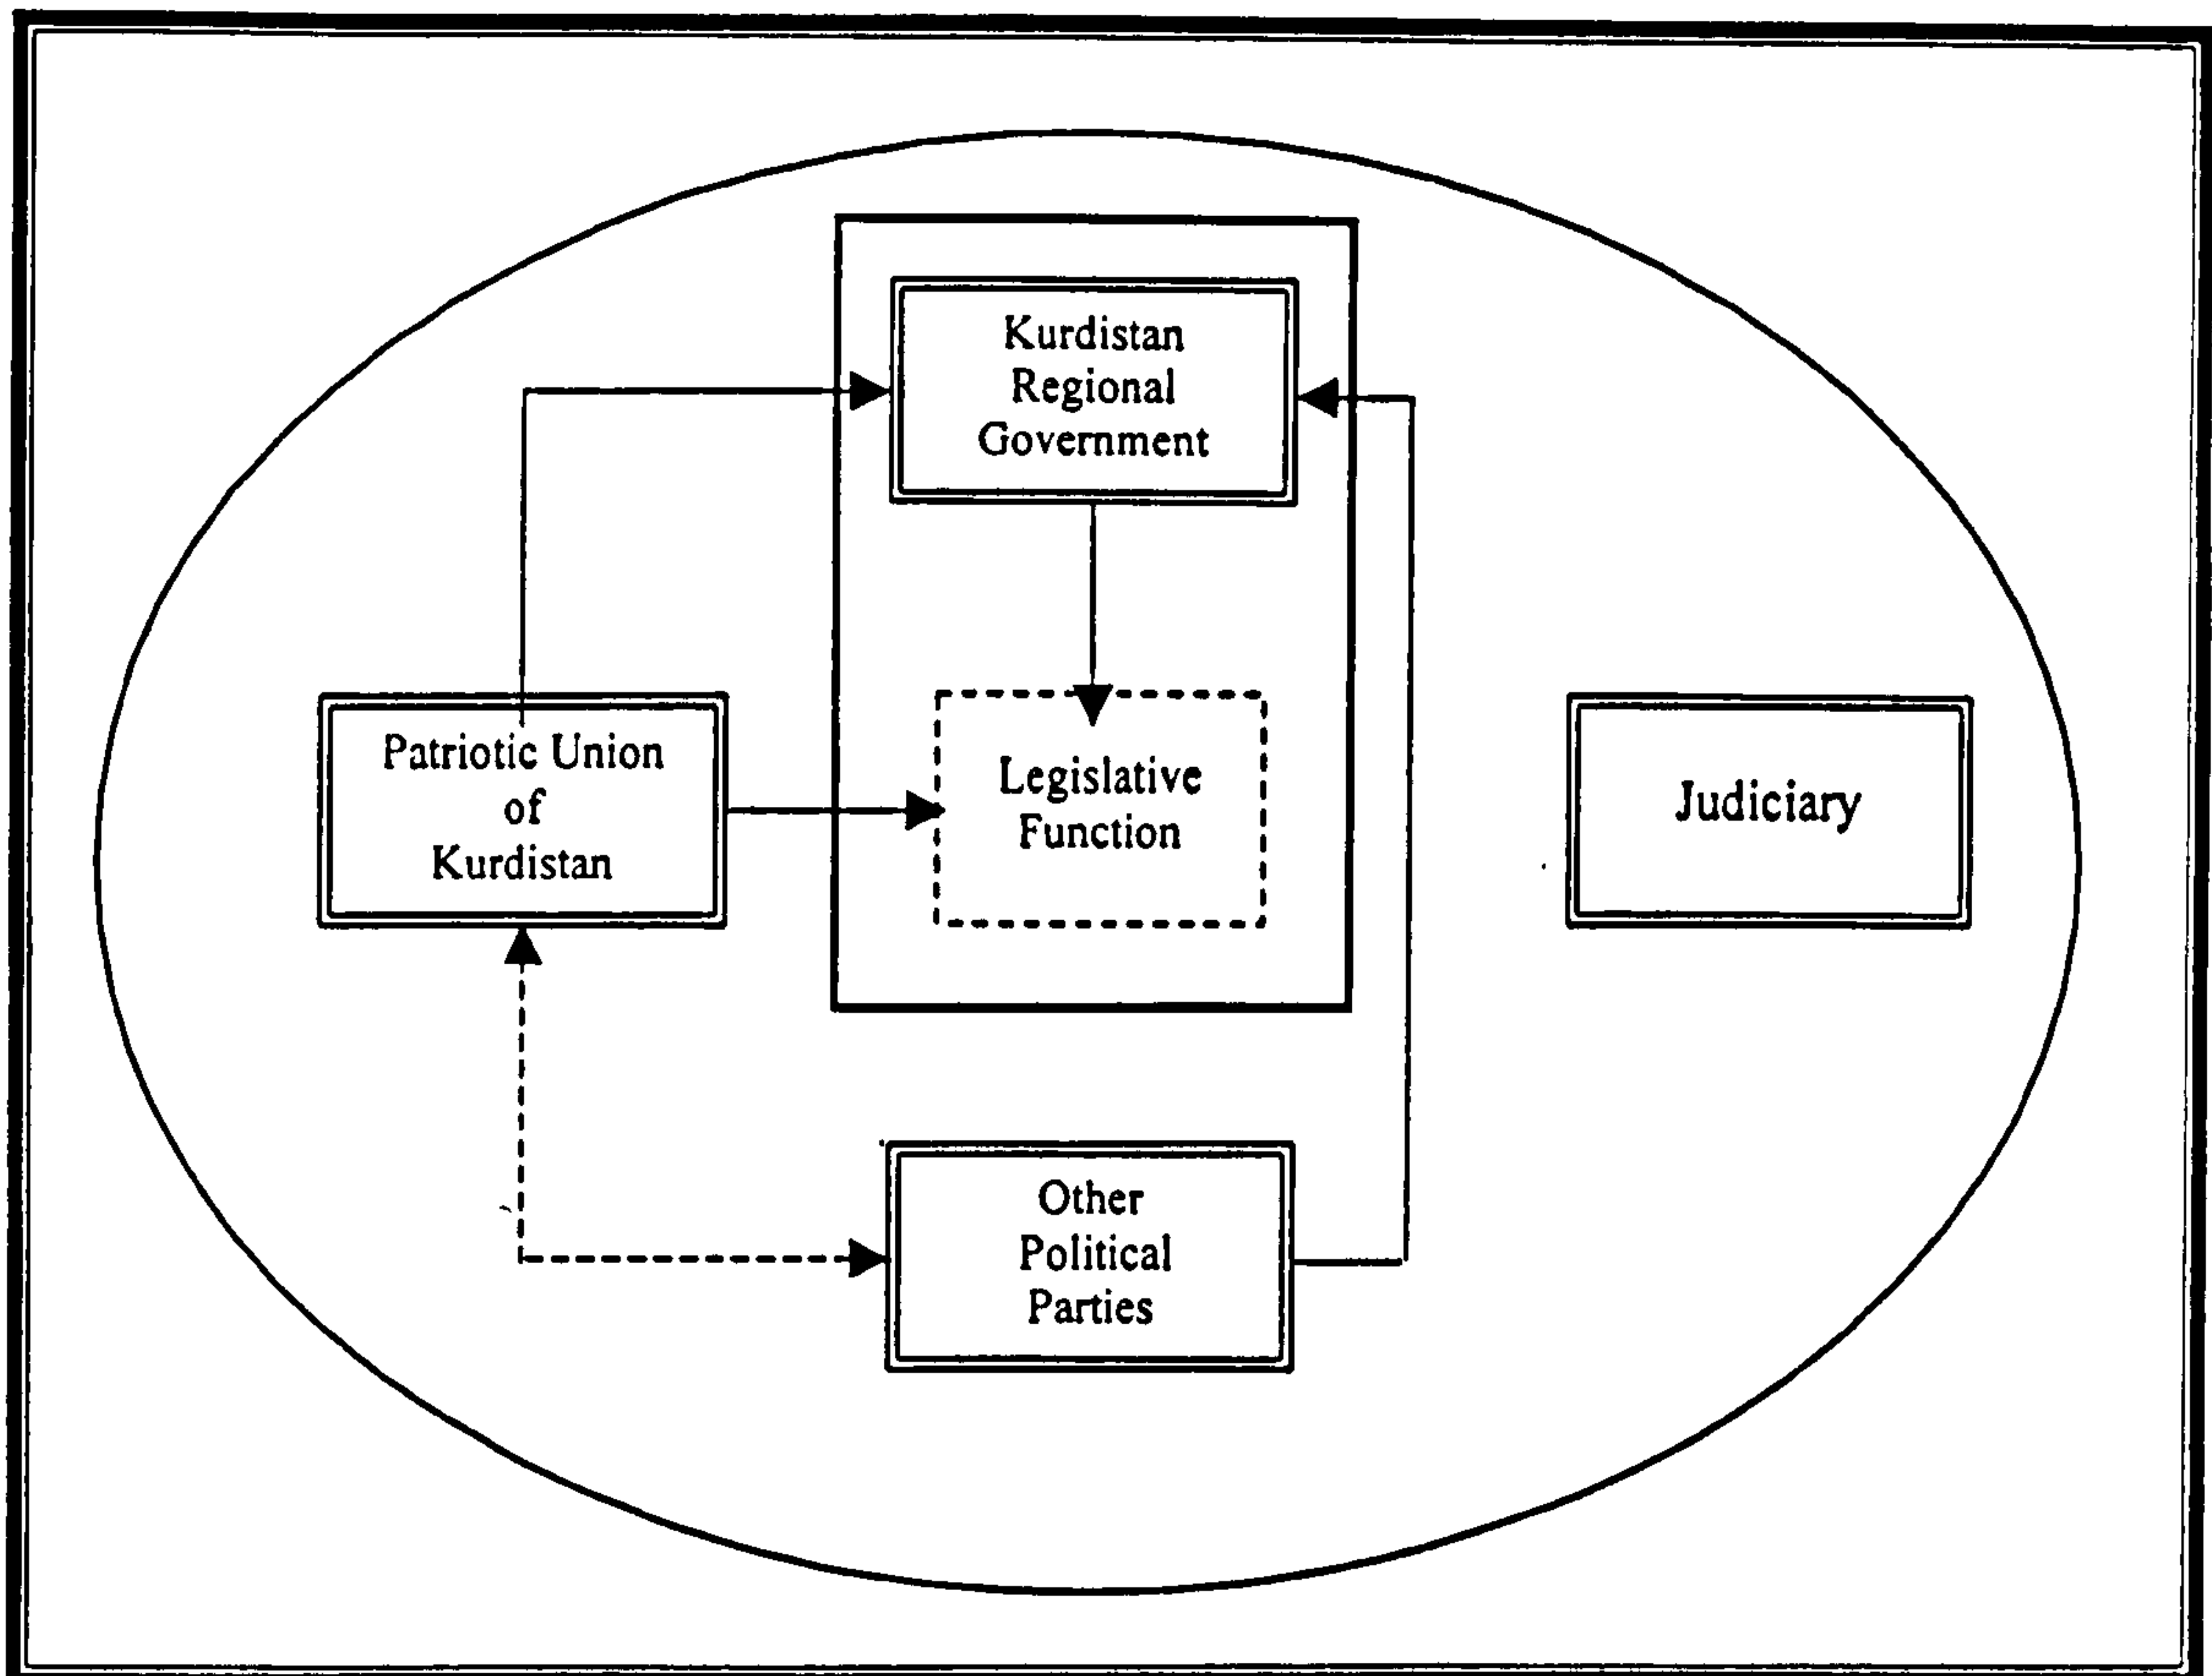 Kurdistan
Regional
Government
Patriotic Union
of
Kurdistan
Legislative
Function
Judiciary
Other
Political
Parties